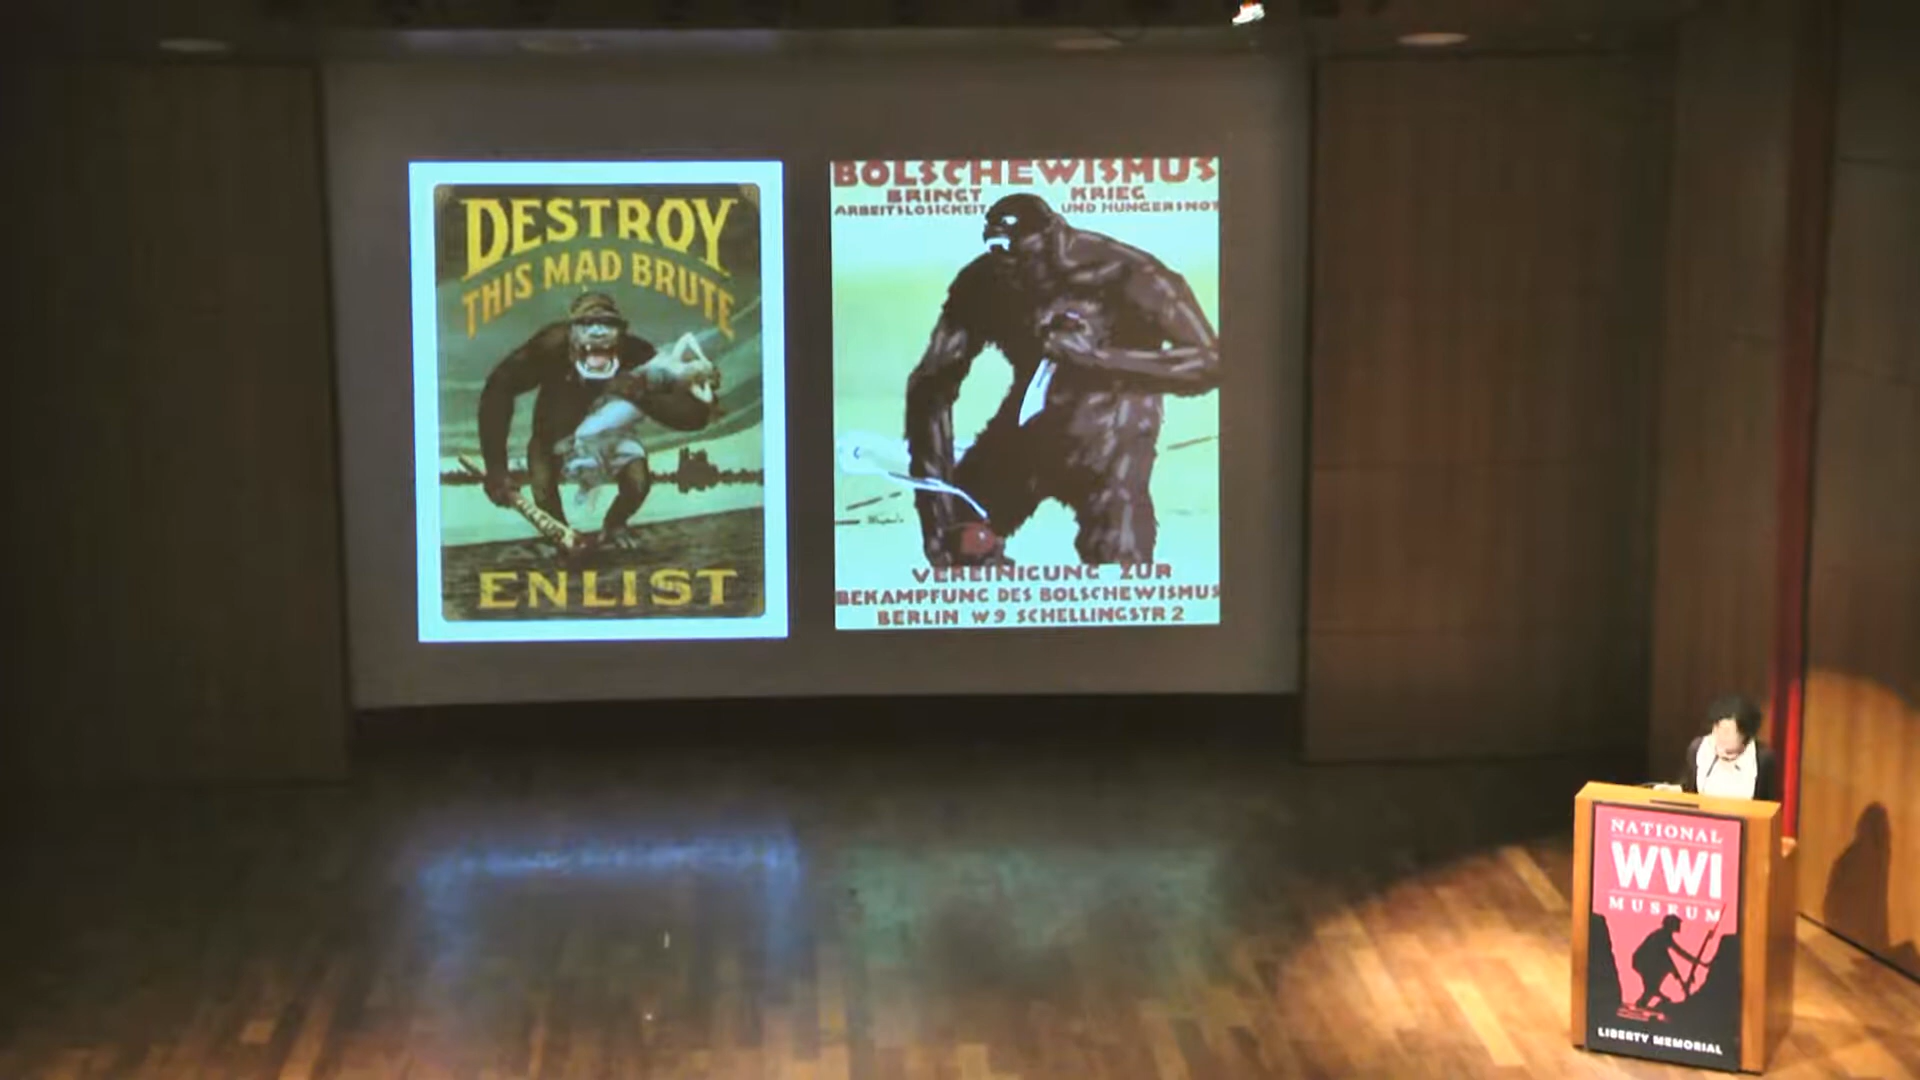 DESTROY
THIS MAD BRUTE
ENLIST
BOLSCHEWISMUS
BRINGT KRIEG
ARBEITSLOSIGKEIT UND HUNGERSNOT
VEREINIGUNG ZUR
BEKAMPFUNG DES BOLSCHEWISMUS
BERLIN W 9 SCHELLINGSTR 2
NATIONAL
WWI
MUSEUM
LIBERTY MEMORIAL